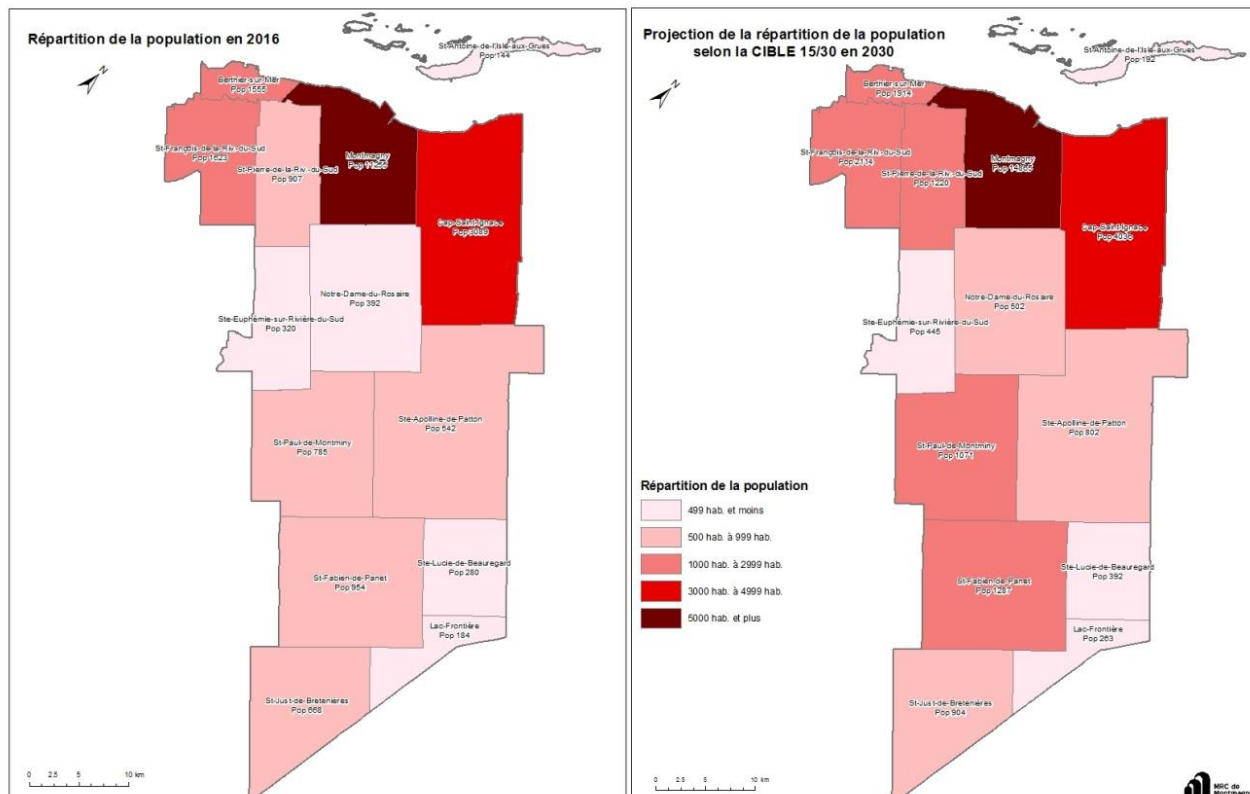 Répartition de la population en 2016
N
St-Antoine-de-l'Isle-aux-Grues
Pop 144
Berthier-sur-Mer
Pop 1555
St-François-de-la-Riv.-du-Sud
Pop 1623
St-Pierre-de-la-Riv.-du-Sud
Pop 907
Montmagny
Cap-Saint-Ignace
Pop 3089
Notre-Dame-du-Rosaire
Pop 392
Ste-Euphémie-sur-Rivière-du-Sud
Pop 320
Ste-Apolline-de-Patton
Pop 542
St-Paul-de-Montminy
Pop 785
Ste-Lucie-de-Beauregard
Pop 280
St-Fabien-de-Panet
Pop 954
Lac-Frontière
Pop 184
St-Just-de-Bretenières
Pop 668
0 2.5 5 10 km
Projection de la répartition de la population
selon la CIBLE 15/30 en 2030
N
St-Antoine-de-l'Isle-aux-Grues
Pop 192
Berthier-sur-Mer
Pop 1914
St-François-de-la-Riv.-du-Sud
Pop 2114
St-Pierre-de-la-Riv.-du-Sud
Pop 1220
Montmagny
Cap-Saint-Ignace
Pop 4036
Notre-Dame-du-Rosaire
Pop 502
Ste-Euphémie-sur-Rivière-du-Sud
Pop 445
Ste-Apolline-de-Patton
Pop 802
St-Paul-de-Montminy
Pop 1071
Ste-Lucie-de-Beauregard
Pop 392
St-Fabien-de-Panet
Pop 1287
Lac-Frontière
Pop 263
St-Just-de-Bretenières
Pop 904
Répartition de la population
499 hab. et moins
500 hab. à 999 hab.
1000 hab. à 2999 hab.
3000 hab. à 4999 hab.
5000 hab. et plus
0 2.5 5 10 km
MRC de
Montmagny